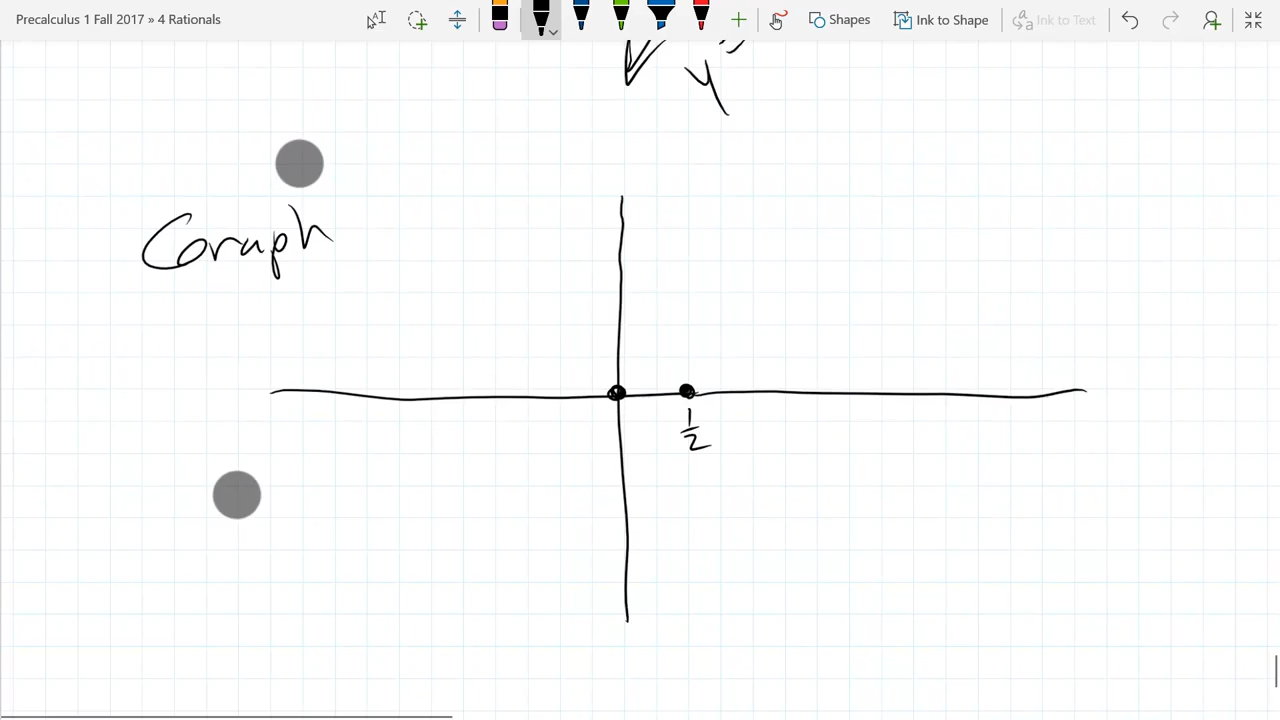 Precalculus 1 Fall 2017 » 4 Rationals
Shapes
Ink to Shape
Ink to Text
Graph
1/2